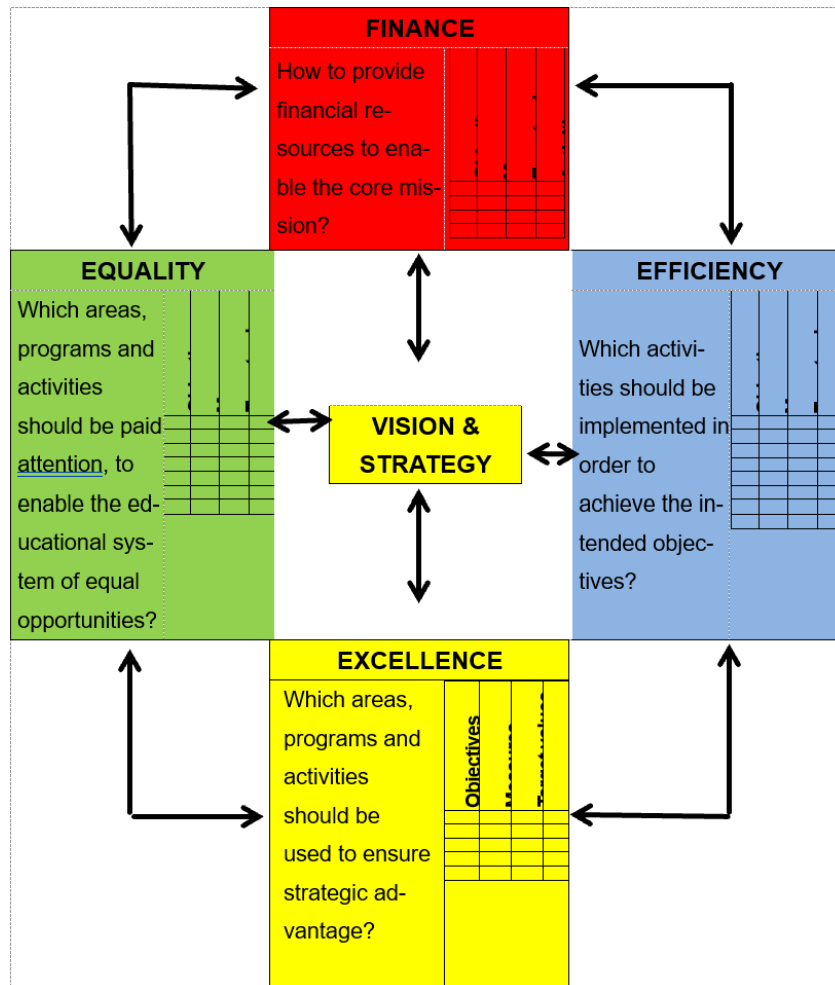 FINANCE
How to provide
financial re-
sources to ena-
ble the core mis-
sion?
EQUALITY
Which areas,
programs and
activities
should be paid
attention, to
enable the ed-
ucational sys-
tem of equal
opportunities?
EFFICIENCY
Which activi-
ties should be
implemented in
order to
achieve the in-
tended objec-
tives?
VISION &
STRATEGY
EXCELLENCE
Which areas,
programs and
activities
should be
used to ensure
strategic ad-
vantage?
Objectives